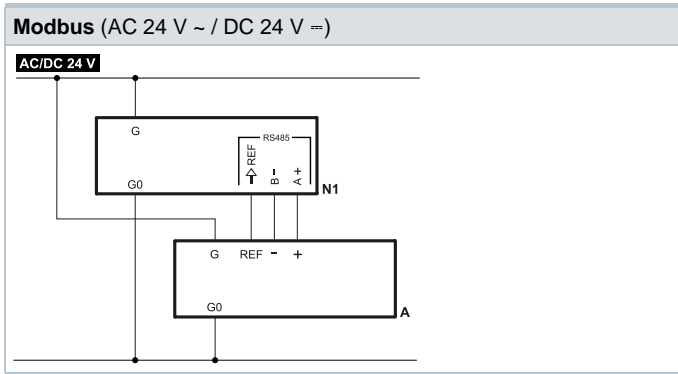 Modbus (AC 24 V ~ / DC 24 V ⎓)
AC/DC 24 V
G
RS485
REF
B -
A +
G0
N1
G REF - +
G0
A